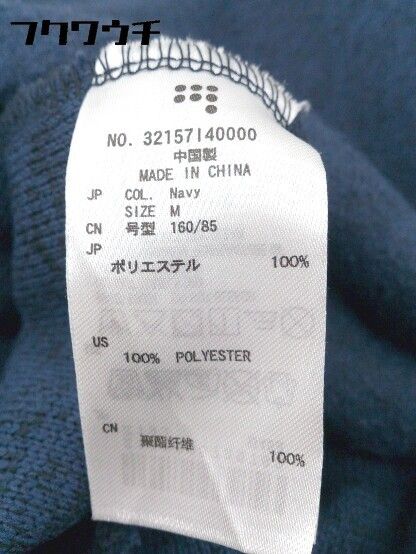 フクワウチ
NO. 32157140000
中国製
MADE IN CHINA
JP COL. Navy
SIZE M
CN 号型 160/85
JP
ポリエステル 100%
US
100% POLYESTER
CN
聚酯纤维 100%